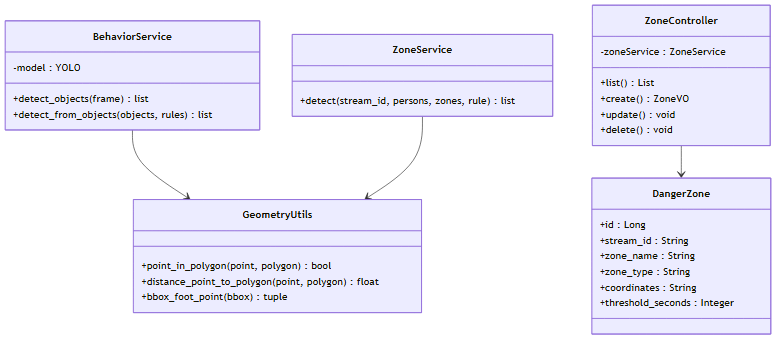 BehaviorService
-model : YOLO
+detect_objects(frame) : list
+detect_from_objects(objects, rules) : list
ZoneService
+detect(stream_id, persons, zones, rule) : list
ZoneController
-zoneService : ZoneService
+list() : List
+create() : ZoneVO
+update() : void
+delete() : void
GeometryUtils
+point_in_polygon(point, polygon) : bool
+distance_point_to_polygon(point, polygon) : float
+bbox_foot_point(bbox) : tuple
DangerZone
+id : Long
+stream_id : String
+zone_name : String
+zone_type : String
+coordinates : String
+threshold_seconds : Integer